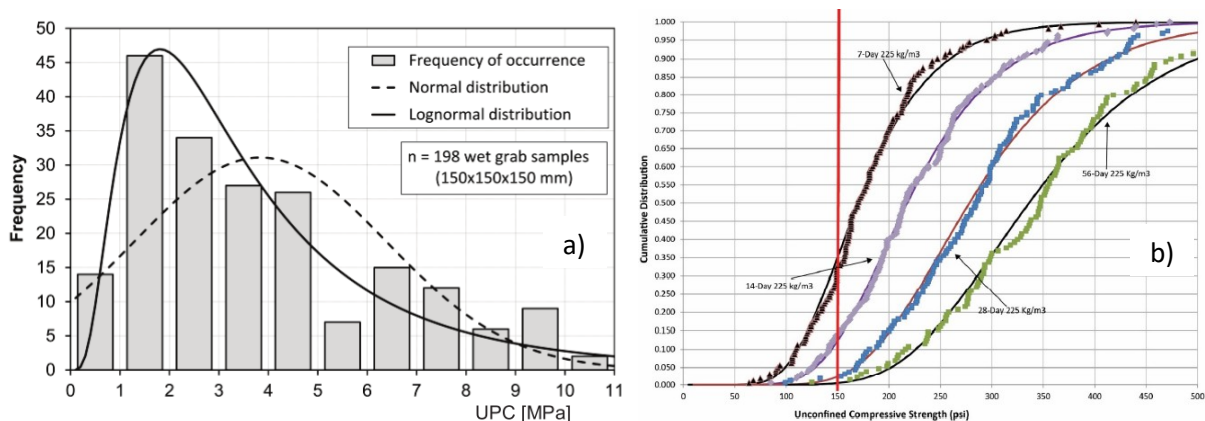 50
45
40
35
30
25
20
15
10
5
0
Frequency
Frequency of occurrence
Normal distribution
Lognormal distribution
n = 198 wet grab samples
(150x150x150 mm)
a)
0 1 2 3 4 5 6 7 8 9 10 11
UPC [MPa]
1.000
0.950
0.900
0.850
0.800
0.750
0.700
0.650
0.600
0.550
0.500
0.450
0.400
0.350
0.300
0.250
0.200
0.150
0.100
0.050
0.000
Cumulative Distribution
7-Day 225 kg/m3
56-Day 225 Kg/m3
b)
14-Day 225 kg/m3
28-Day 225 Kg/m3
0 50 100 150 200 250 300 350 400 450 500
Unconfined Compressive Strength (psi)